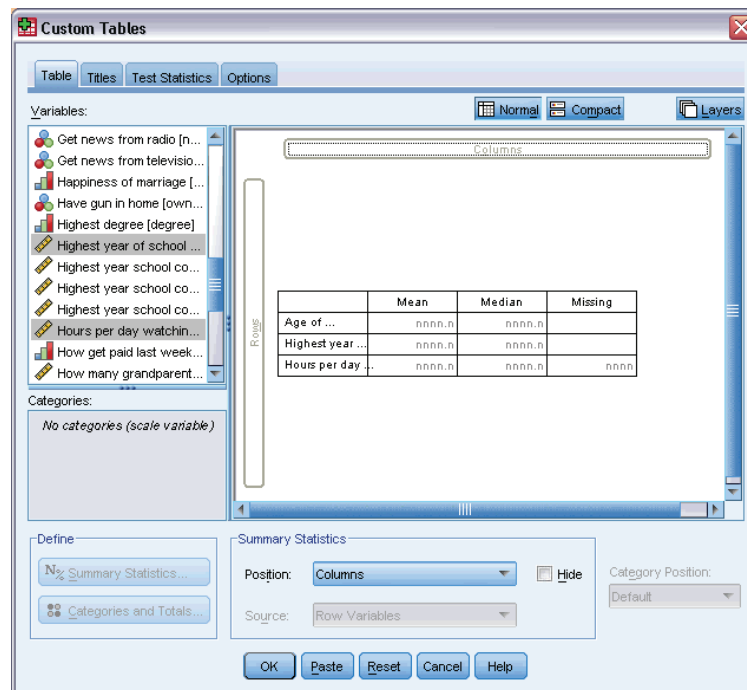 Custom Tables
Table Titles Test Statistics Options
Variables:
Normal Compact Layers
Get news from radio [n...
Get news from televisio...
Happiness of marriage [...
Have gun in home [own...
Highest degree [degree]
Highest year of school ...
Highest year school co...
Highest year school co...
Highest year school co...
Hours per day watchin...
How get paid last week...
How many grandparent...
Categories:
No categories (scale variable)
Columns
Rows
Mean Median Missing
Age of ... nnnn.n nnnn.n
Highest year ... nnnn.n nnnn.n
Hours per day ... nnnn.n nnnn.n nnnn
Define
N% Summary Statistics...
Categories and Totals...
Summary Statistics
Position: Columns Hide
Source: Row Variables
Category Position:
Default
OK Paste Reset Cancel Help